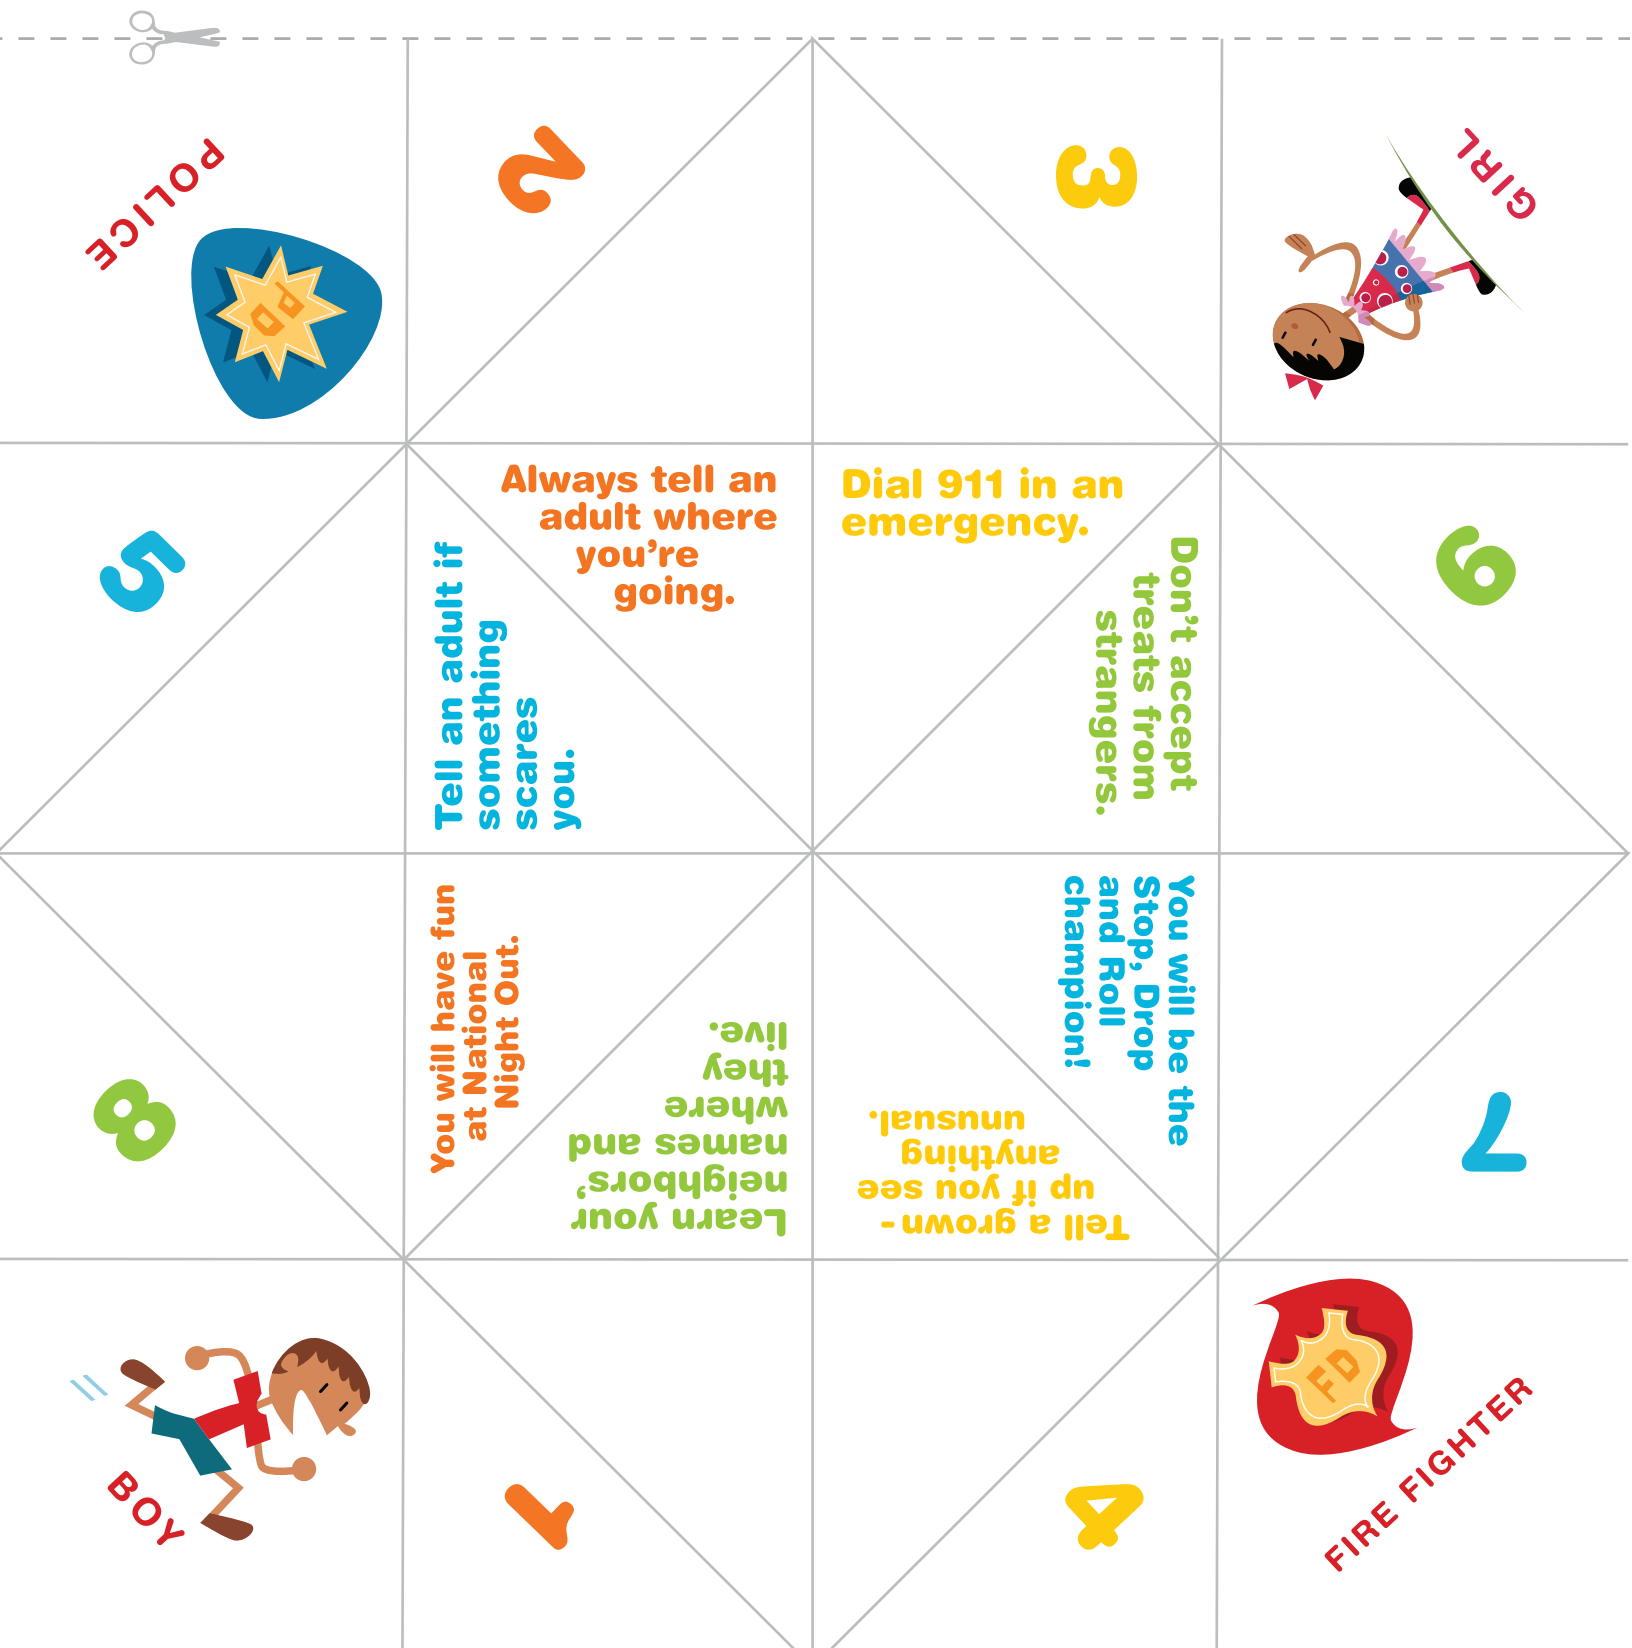 POLICE
PD
2
3
GIRL
5
Always tell an
adult where
you're
going.
Tell an adult if
something
scares
you.
Dial 911 in an
emergency.
Don't accept
treats from
strangers.
6
8
You will have fun
at National
Night Out.
Learn your
neighbors'
names and
where
they
live.
You will be the
Stop, Drop
and Roll
champion!
Tell a grown-
up if you see
anything
unusual.
7
BOY
1
4
FD
FIRE FIGHTER